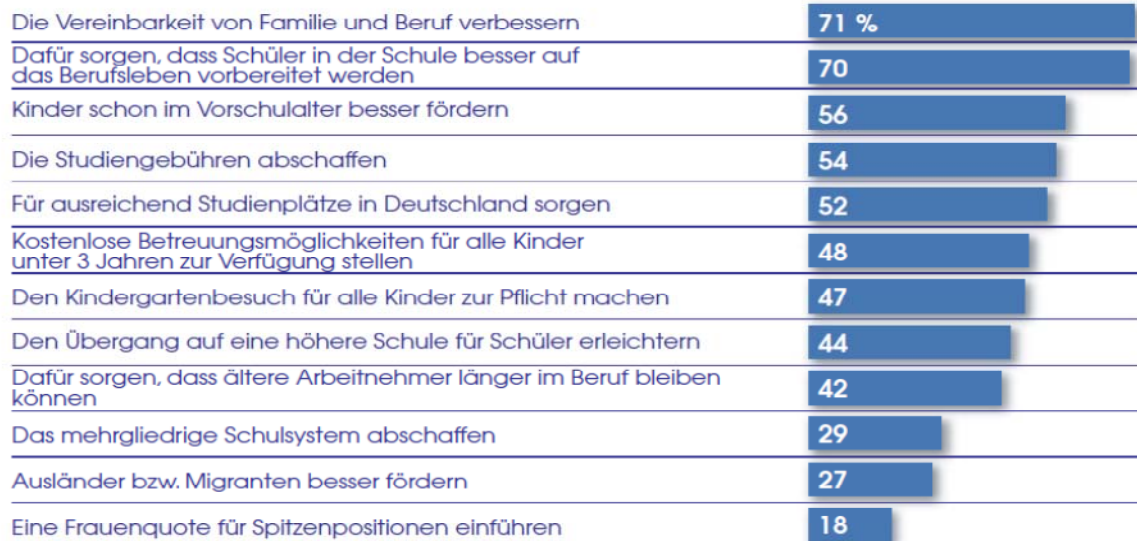 Die Vereinbarkeit von Familie und Beruf verbessern 71 %
Dafür sorgen, dass Schüler in der Schule besser auf
das Berufsleben vorbereitet werden 70
Kinder schon im Vorschulalter besser fördern 56
Die Studiengebühren abschaffen 54
Für ausreichend Studienplätze in Deutschland sorgen 52
Kostenlose Betreuungsmöglichkeiten für alle Kinder
unter 3 Jahren zur Verfügung stellen 48
Den Kindergartenbesuch für alle Kinder zur Pflicht machen 47
Den Übergang auf eine höhere Schule für Schüler erleichtern 44
Dafür sorgen, dass ältere Arbeitnehmer länger im Beruf bleiben
können 42
Das mehrgliedrige Schulsystem abschaffen 29
Ausländer bzw. Migranten besser fördern 27
Eine Frauenquote für Spitzenpositionen einführen 18